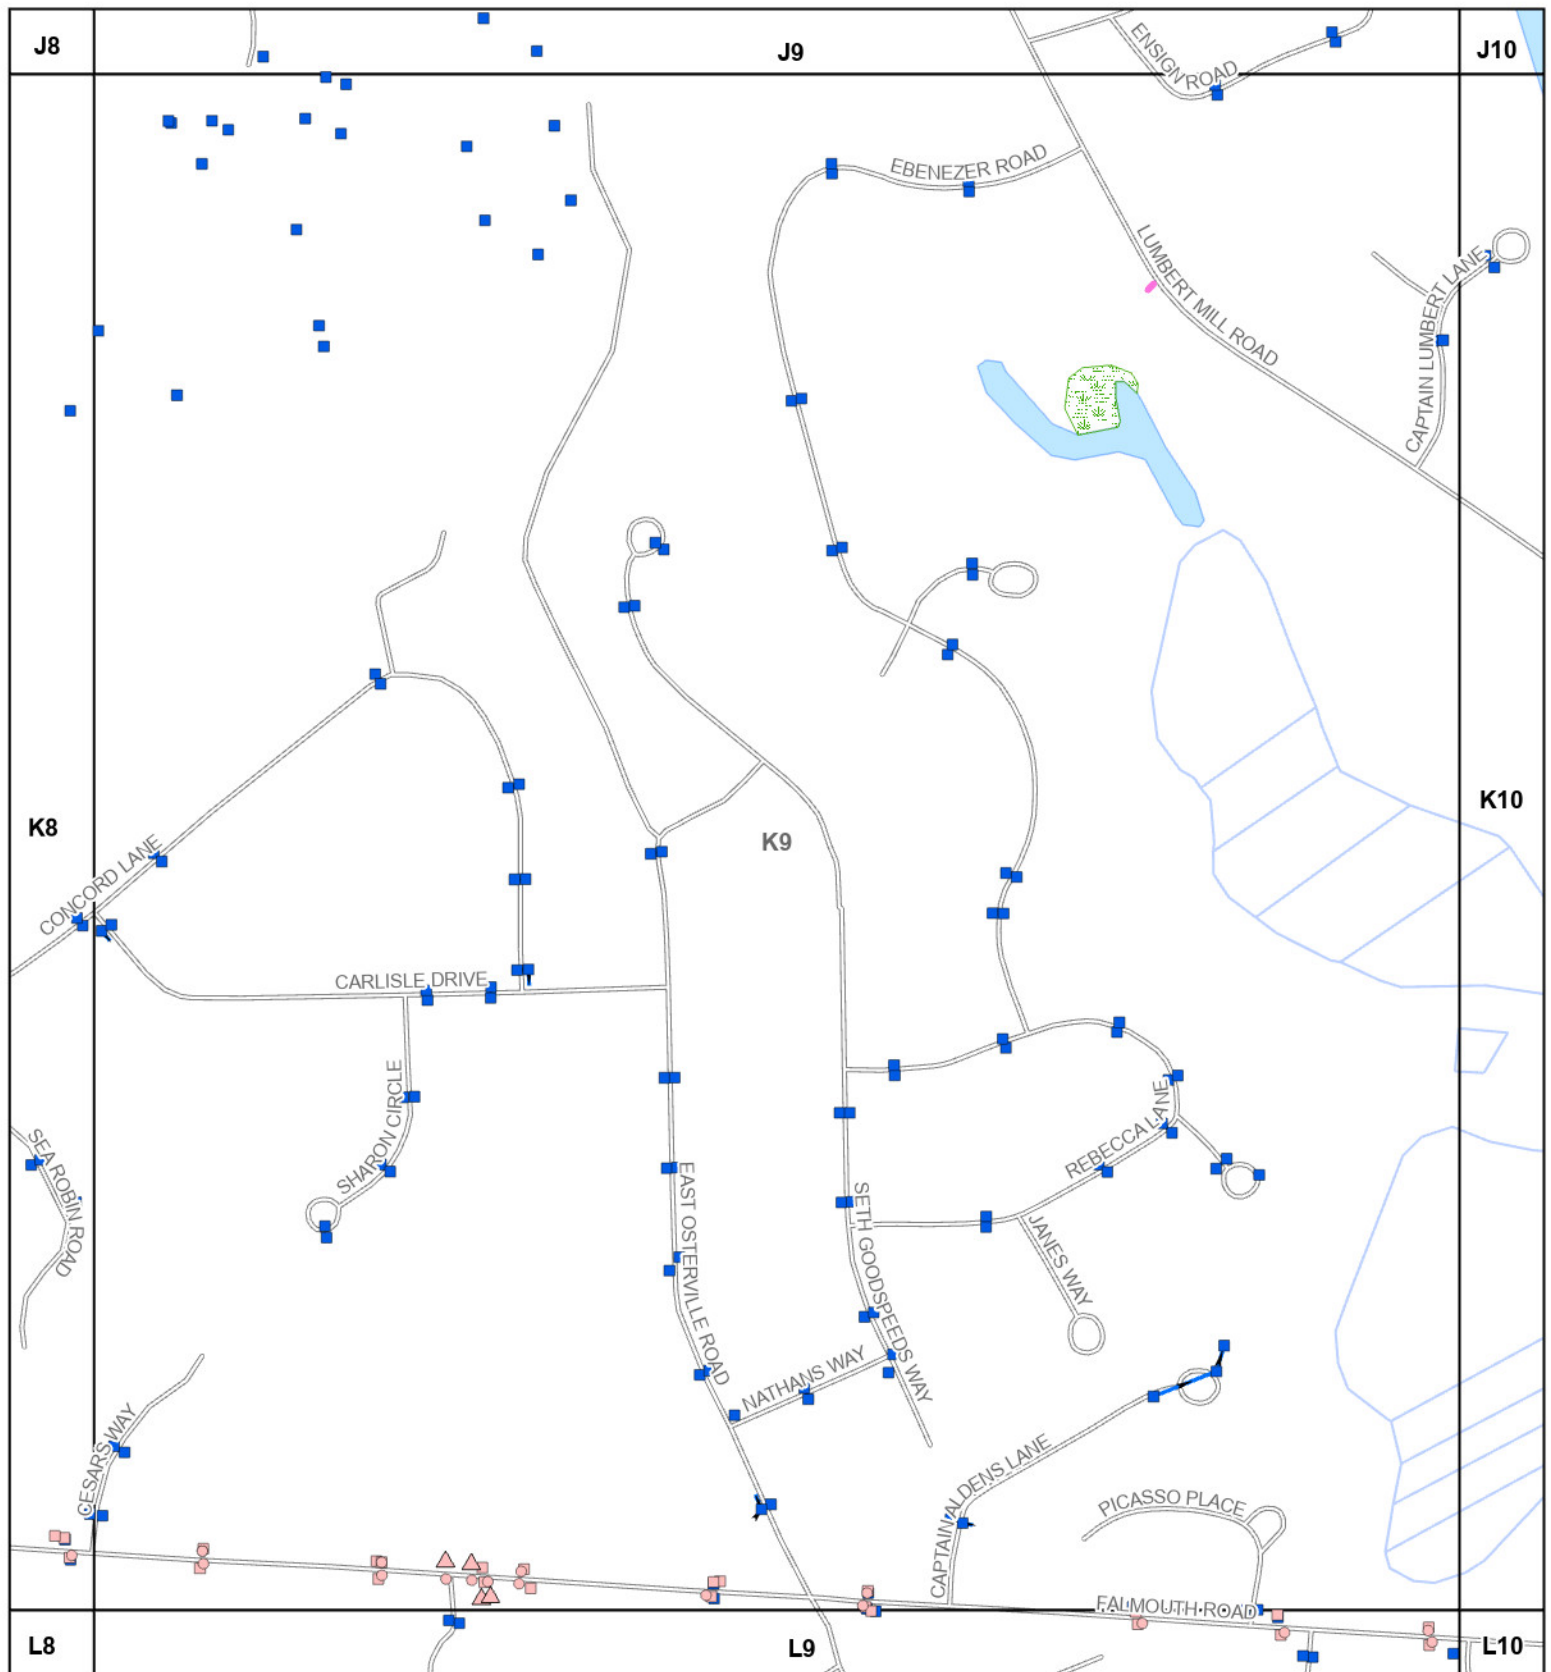 J8
J9
J10
ENSIGN ROAD
EBENEZER ROAD
LUMBERT MILL ROAD
CAPTAIN LUMBERT LANE
K8
K9
K10
CONCORD LANE
CARLISLE DRIVE
SHARON CIRCLE
SEA ROBIN ROAD
REBECCA LANE
EAST OSTERVILLE ROAD
SETH GOODSPEEDS WAY
JANES WAY
NATHANS WAY
CESARS WAY
CAPTAIN ALDENS LANE
PICASSO PLACE
FALMOUTH ROAD
L8
L9
L10